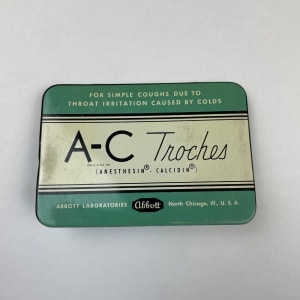 FOR SIMPLE COUGHS DUE TO
THROAT IRRITATION CAUSED BY COLDS
A-C Troches
(ANESTHESIN®-CALCIDIN®)
ABBOTT LABORATORIES Abbott North Chicago, Ill., U. S. A.